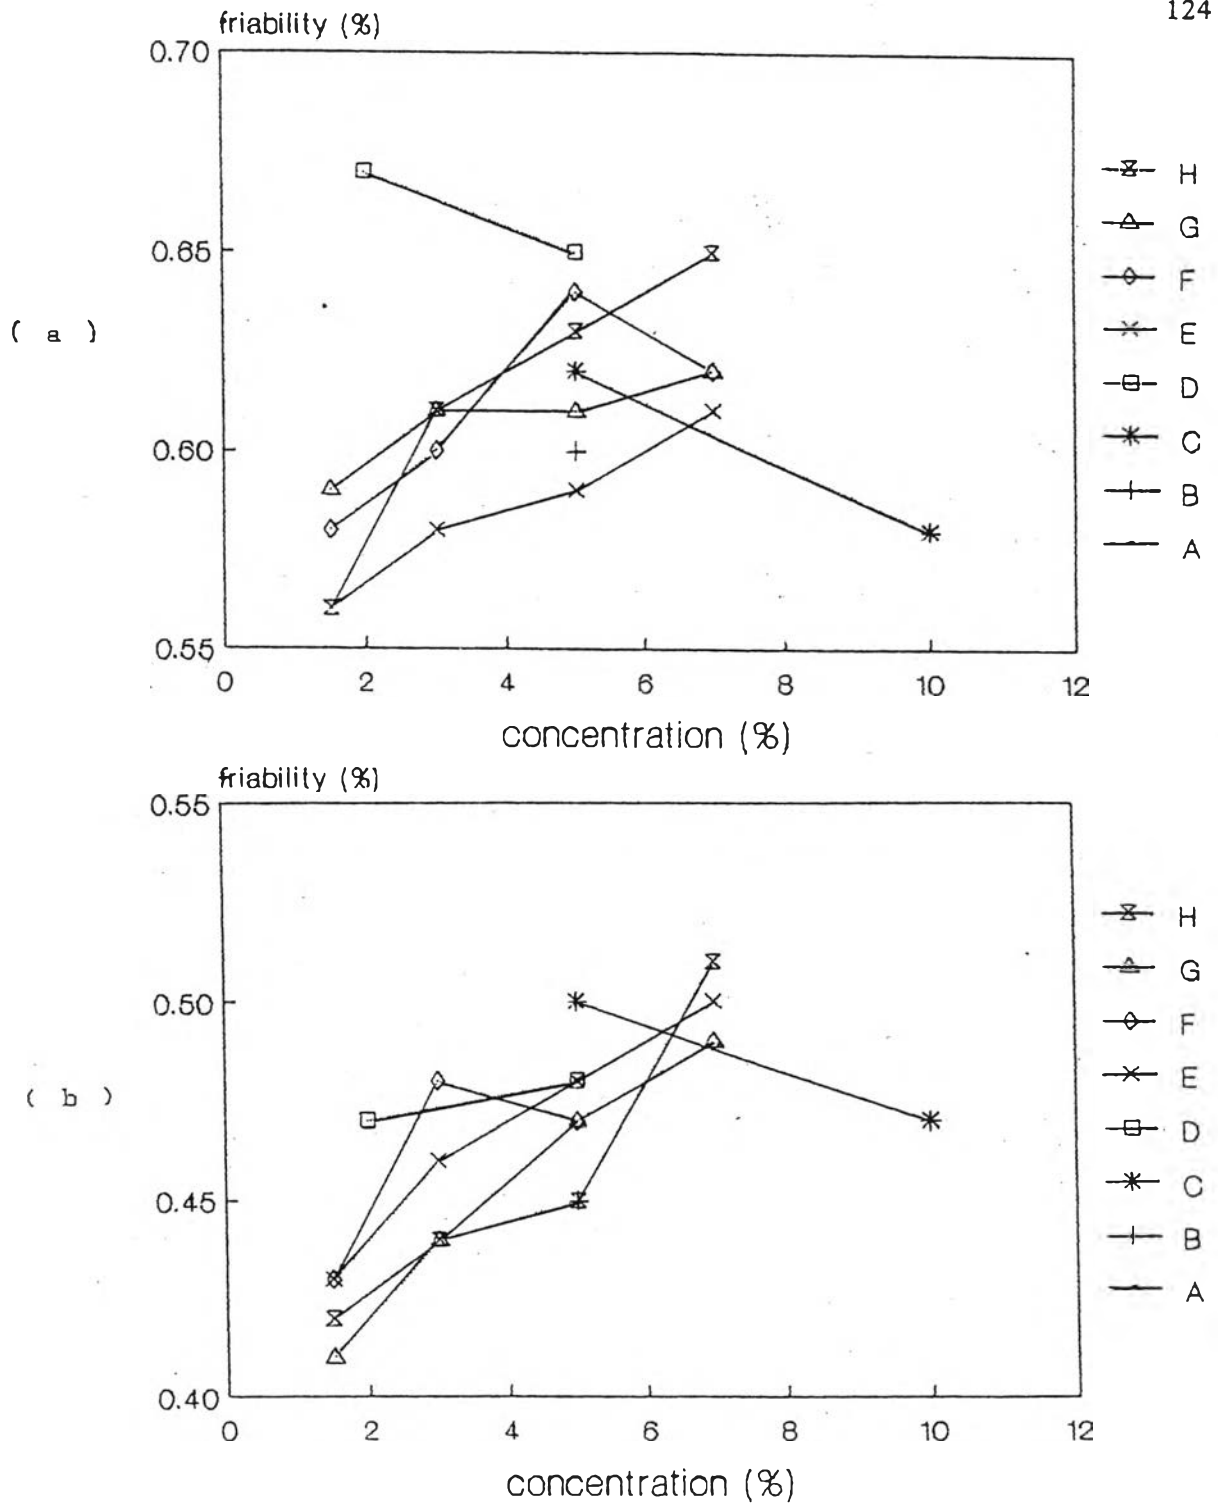 124
friability (%)
0.70
0.65
0.60
0.55
0 2 4 6 8 10 12
concentration (%)
( a )
H
G
F
E
D
C
B
A
friability (%)
0.55
0.50
0.45
0.40
0 2 4 6 8 10 12
concentration (%)
( b )
H
G
F
E
D
C
B
A